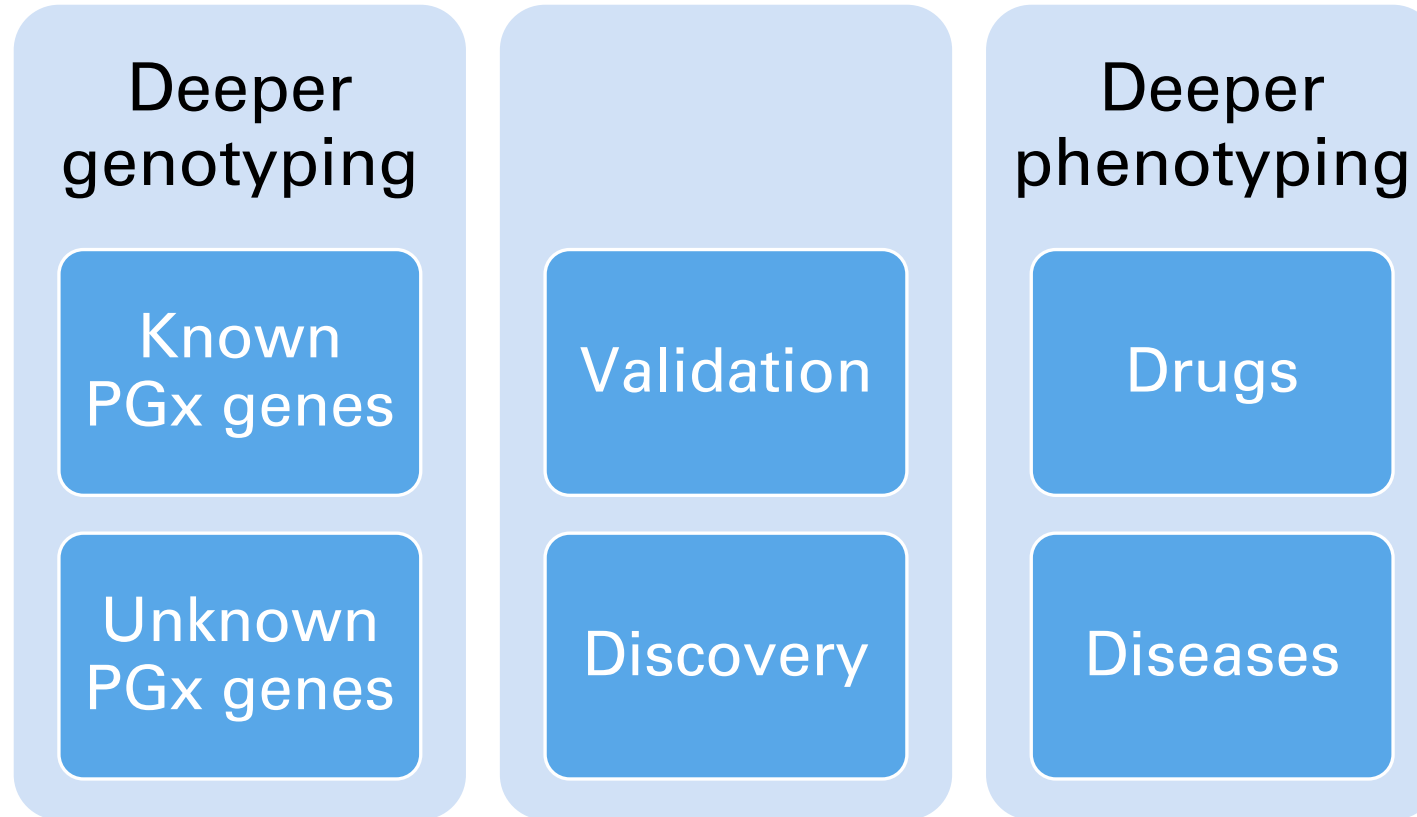 Deeper
genotyping
Known
PGx genes
Unknown
PGx genes
Validation
Discovery
Deeper
phenotyping
Drugs
Diseases